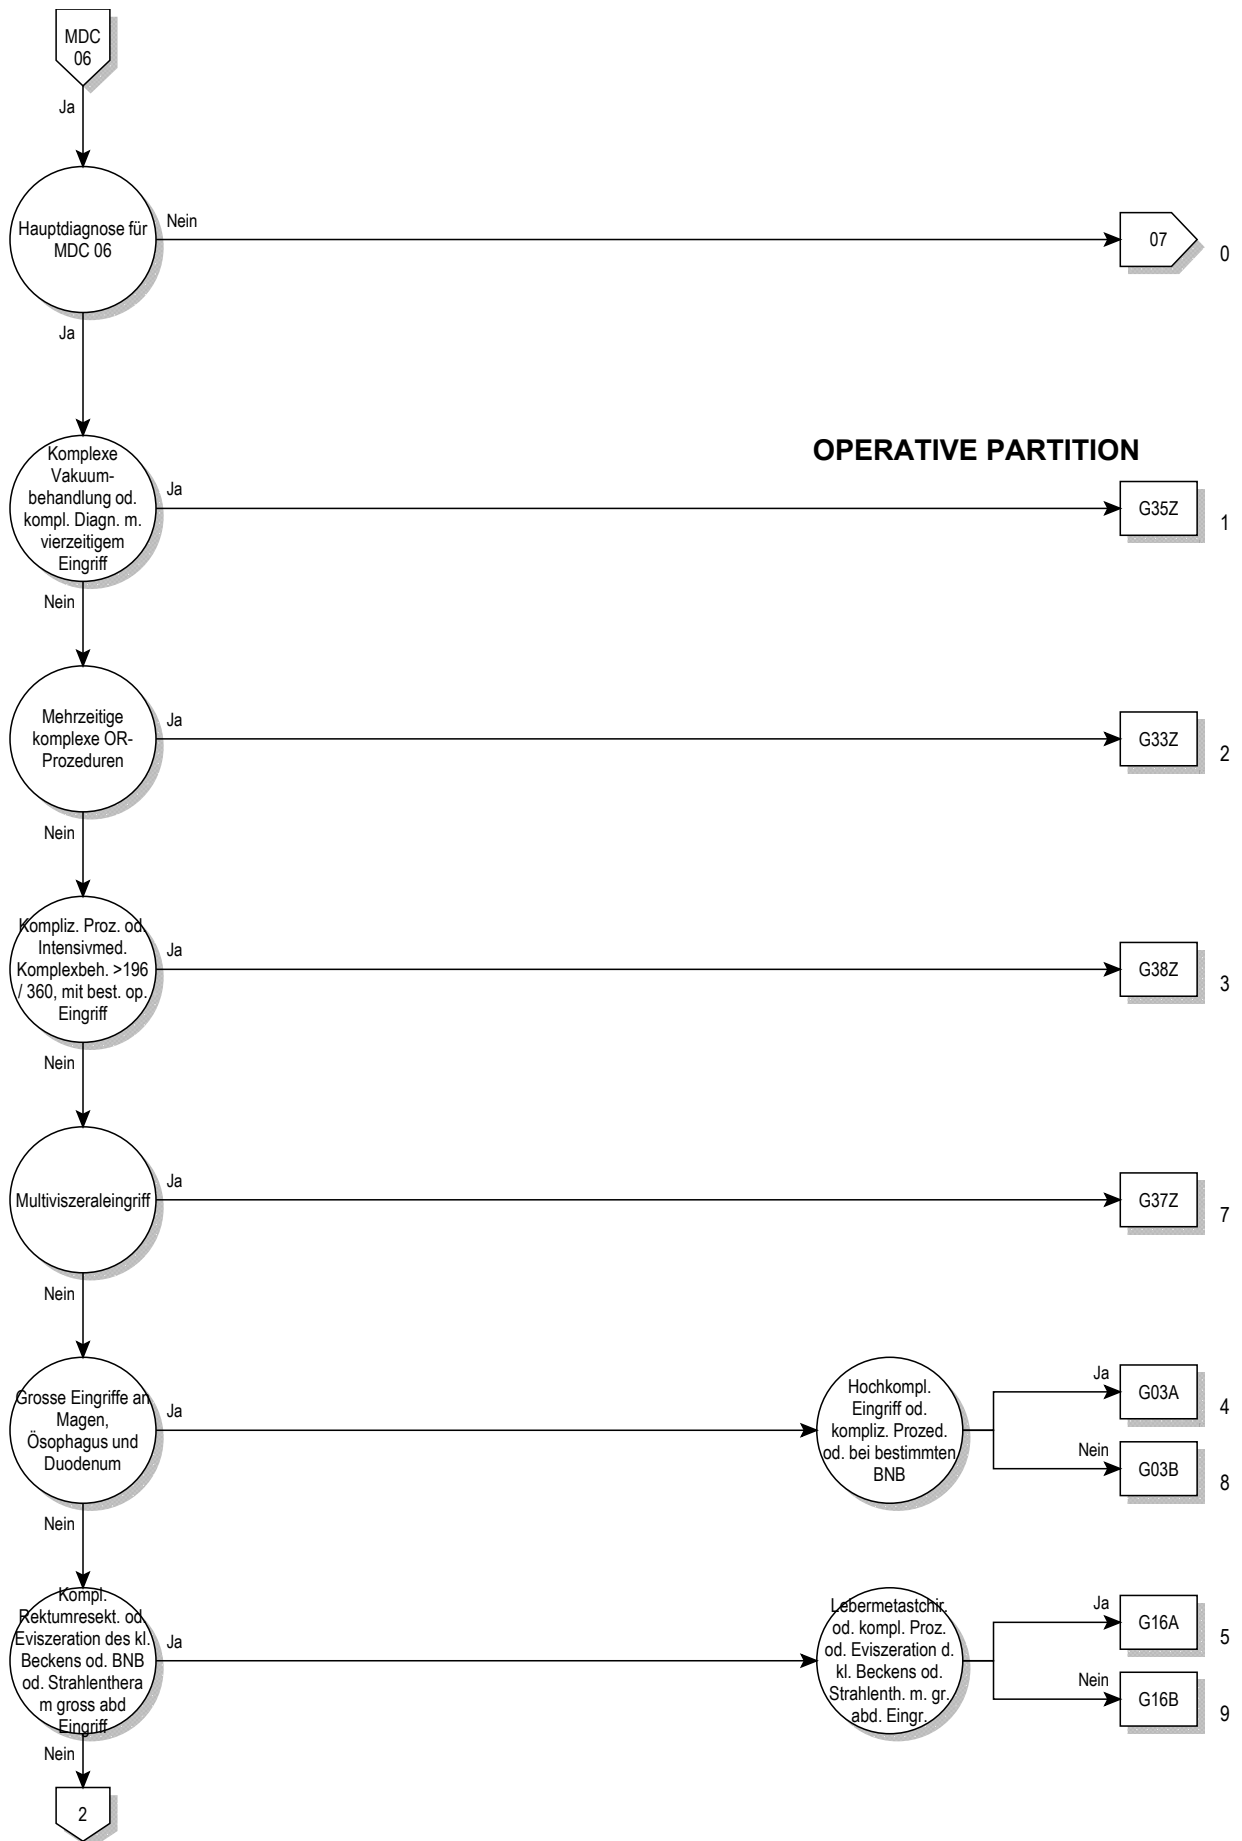 MDC
06
Ja
Hauptdiagnose für
MDC 06
Nein
07
0
Ja
OPERATIVE PARTITION
Komplexe
Vakuum-
behandlung od.
kompl. Diagn. m.
vierzeitigem
Eingriff
Ja
G35Z
1
Nein
Mehrzeitige
komplexe OR-
Prozeduren
Ja
G33Z
2
Nein
Kompliz. Proz. od.
Intensivmed.
Komplexbeh. >196
/ 360, mit best. op.
Eingriff
Ja
G38Z
3
Nein
Multiviszeraleingriff
Ja
G37Z
7
Nein
Grosse Eingriffe an
Magen,
Ösophagus und
Duodenum
Ja
Hochkompl.
Eingriff od.
kompliz. Prozed.
od. bei bestimmten
BNB
Ja
G03A
4
Nein
G03B
8
Nein
Kompl.
Rektumresekt. od.
Eviszeration des kl.
Beckens od. BNB
od. Strahlenthera
m gross abd
Eingriff
Ja
Lebermetastchir.
od. kompl. Proz.
od. Eviszeration d.
kl. Beckens od.
Strahlenth. m. gr.
abd. Eingr.
Ja
G16A
5
Nein
G16B
9
Nein
2